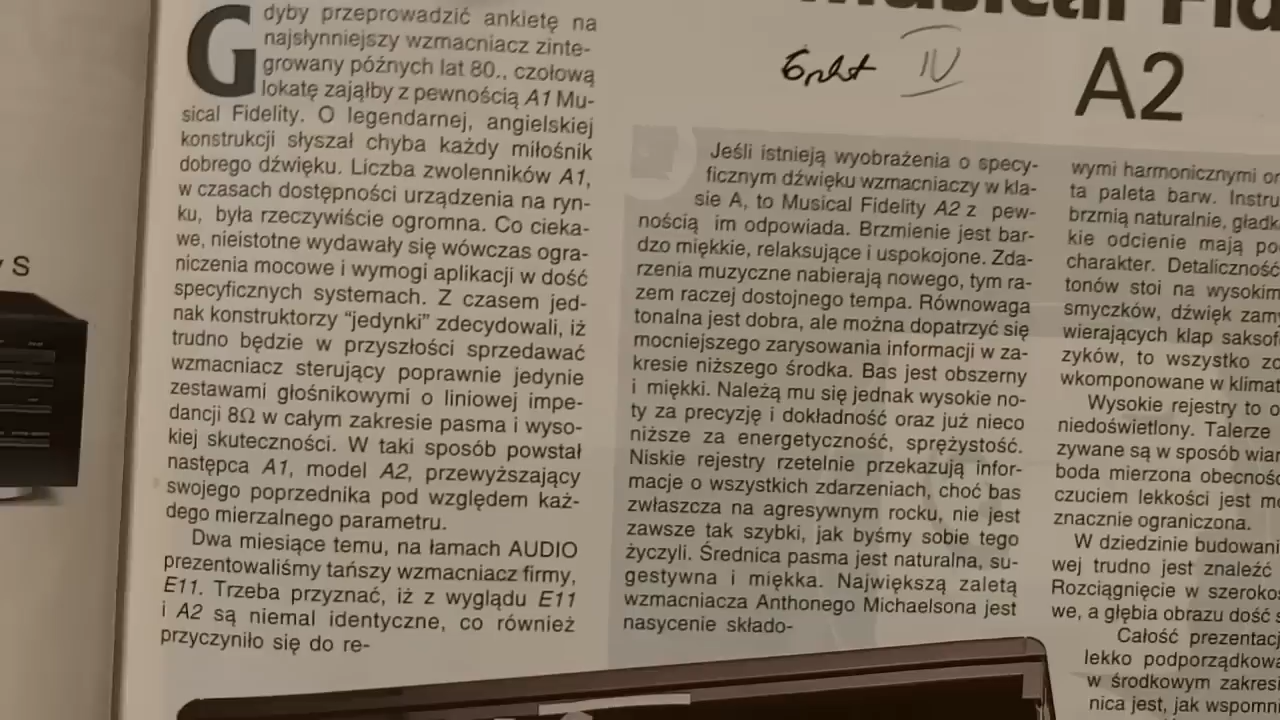 Gdyby przeprowadzić ankietę na
najsłynniejszy wzmacniacz zinte-
growany późnych lat 80., czołową
lokatę zająłby z pewnością A1 Mu-
sical Fidelity. O legendarnej, angielskiej
konstrukcji słyszał chyba każdy miłośnik
dobrego dźwięku. Liczba zwolenników A1,
w czasach dostępności urządzenia na ryn-
ku, była rzeczywiście ogromna. Co cieka-
we, nieistotne wydawały się wówczas ogra-
niczenia mocowe i wymogi aplikacji w dość
specyficznych systemach. Z czasem jed-
nak konstruktorzy “jedynki” zdecydowali, iż
trudno będzie w przyszłości sprzedawać
wzmacniacz sterujący poprawnie jedynie
zestawami głośnikowymi o liniowej impe-
dancji 8Ω w całym zakresie pasma i wyso-
kiej skuteczności. W taki sposób powstał
następca A1, model A2, przewyższający
swojego poprzednika pod względem każ-
dego mierzalnego parametru.
Dwa miesiące temu, na łamach AUDIO
prezentowaliśmy tańszy wzmacniacz firmy,
E11. Trzeba przyznać, iż z wyglądu E11
i A2 są niemal identyczne, co również
przyczyniło się do re-
S
Musical Fid
IV
A2
Jeśli istnieją wyobrażenia o specy-
ficznym dźwięku wzmacniaczy w kla-
sie A, to Musical Fidelity A2 z pew-
nością im odpowiada. Brzmienie jest bar-
dzo miękkie, relaksujące i uspokojone. Zda-
rzenia muzyczne nabierają nowego, tym ra-
zem raczej dostojnego tempa. Równowaga
tonalna jest dobra, ale można dopatrzyć się
mocniejszego zarysowania informacji w za-
kresie niższego środka. Bas jest obszerny
i miękki. Należą mu się jednak wysokie no-
ty za precyzję i dokładność oraz już nieco
niższe za energetyczność, sprężystość.
Niskie rejestry rzetelnie przekazują infor-
macje o wszystkich zdarzeniach, choć bas
zwłaszcza na agresywnym rocku, nie jest
zawsze tak szybki, jak byśmy sobie tego
życzyli. Średnica pasma jest naturalna, su-
gestywna i miękka. Największą zaletą
wzmacniacza Anthonego Michaelsona jest
nasycenie składo-
wymi harmonicznymi or
ta paleta barw. Instru
brzmią naturalnie, gładk
kie odcienie mają po
charakter. Detaliczność
tonów stoi na wysokim
smyczków, dźwięk zamy
wierających klap saksofo
zyków, to wszystko zo
wkomponowane w klimat
Wysokie rejestry to o
niedoświetlony. Talerze
zywane są w sposób wiar
boda mierzona obecnośc
czuciem lekkości jest mo
znacznie ograniczona.
W dziedzinie budowani
wej trudno jest znaleźć
Rozciągnięcie w szerokoś
we, a głębia obrazu dość s
Całość prezentacj
lekko podporządkowa
w środkowym zakresi
nica jest, jak wspomni